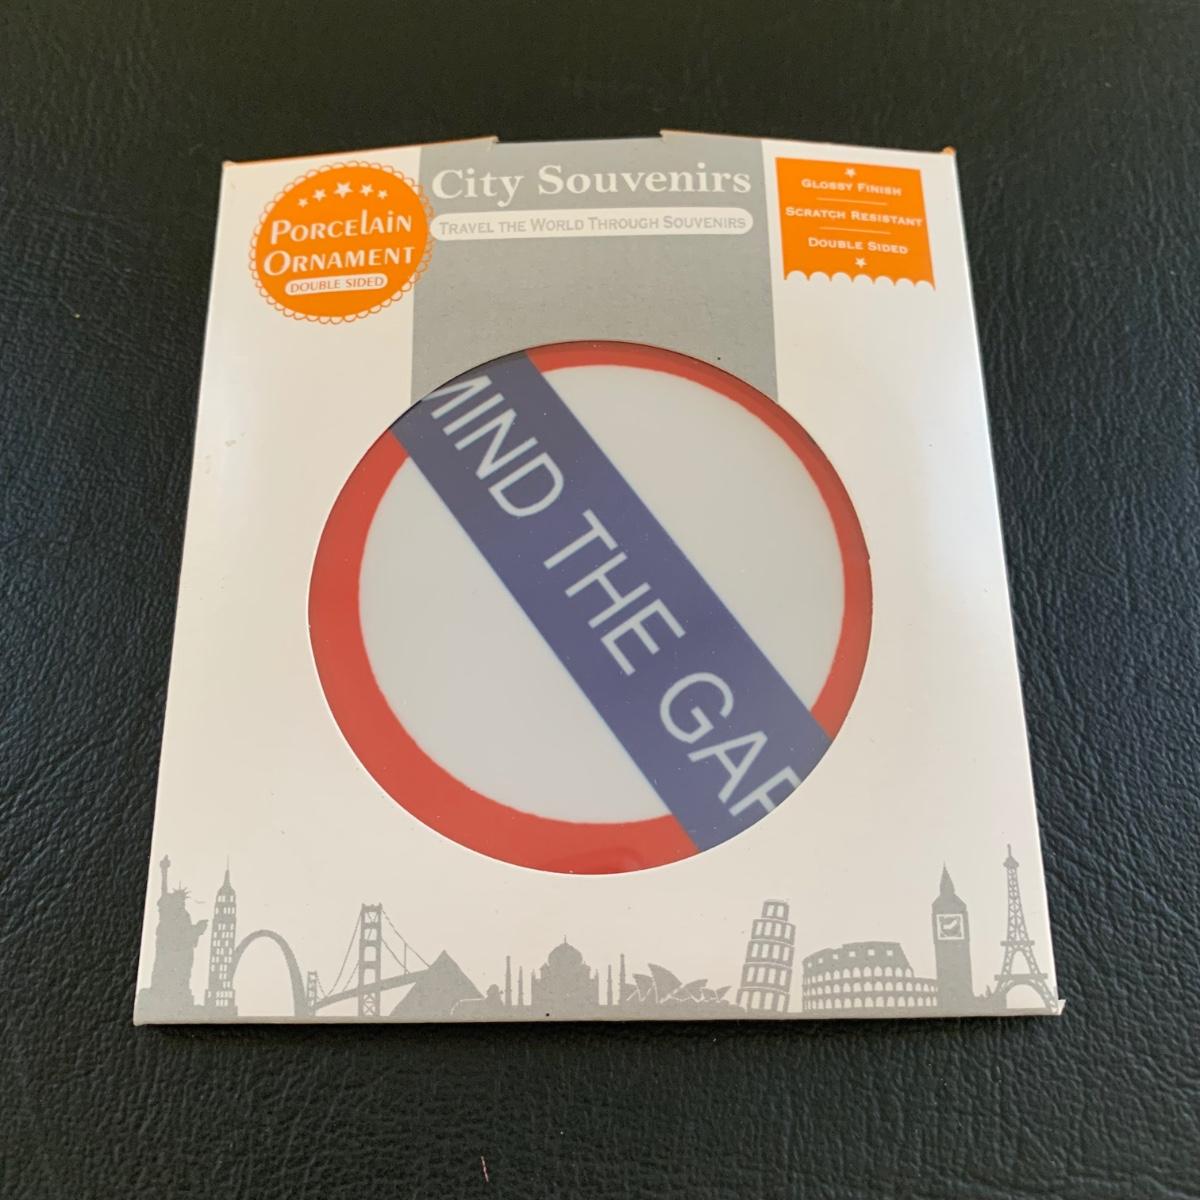 City Souvenirs
TRAVEL THE WORLD THROUGH SOUVENIRS
PORCELAIN
ORNAMENT
DOUBLE SIDED
GLOSSY FINISH
SCRATCH RESISTANT
DOUBLE SIDED
MIND THE GAP